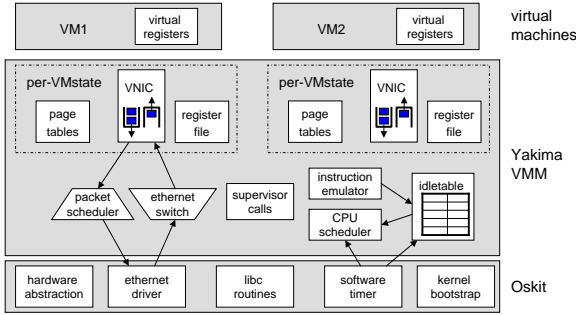 VM1
virtual
registers
VM2
virtual
registers
virtual
machines
per-VMstate
VNIC
page
tables
register
file
per-VMstate
VNIC
page
tables
register
file
Yakima
VMM
packet
scheduler
ethernet
switch
supervisor
calls
instruction
emulator
CPU
scheduler
idletable
hardware
abstraction
ethernet
driver
libc
routines
software
timer
kernel
bootstrap
Oskit